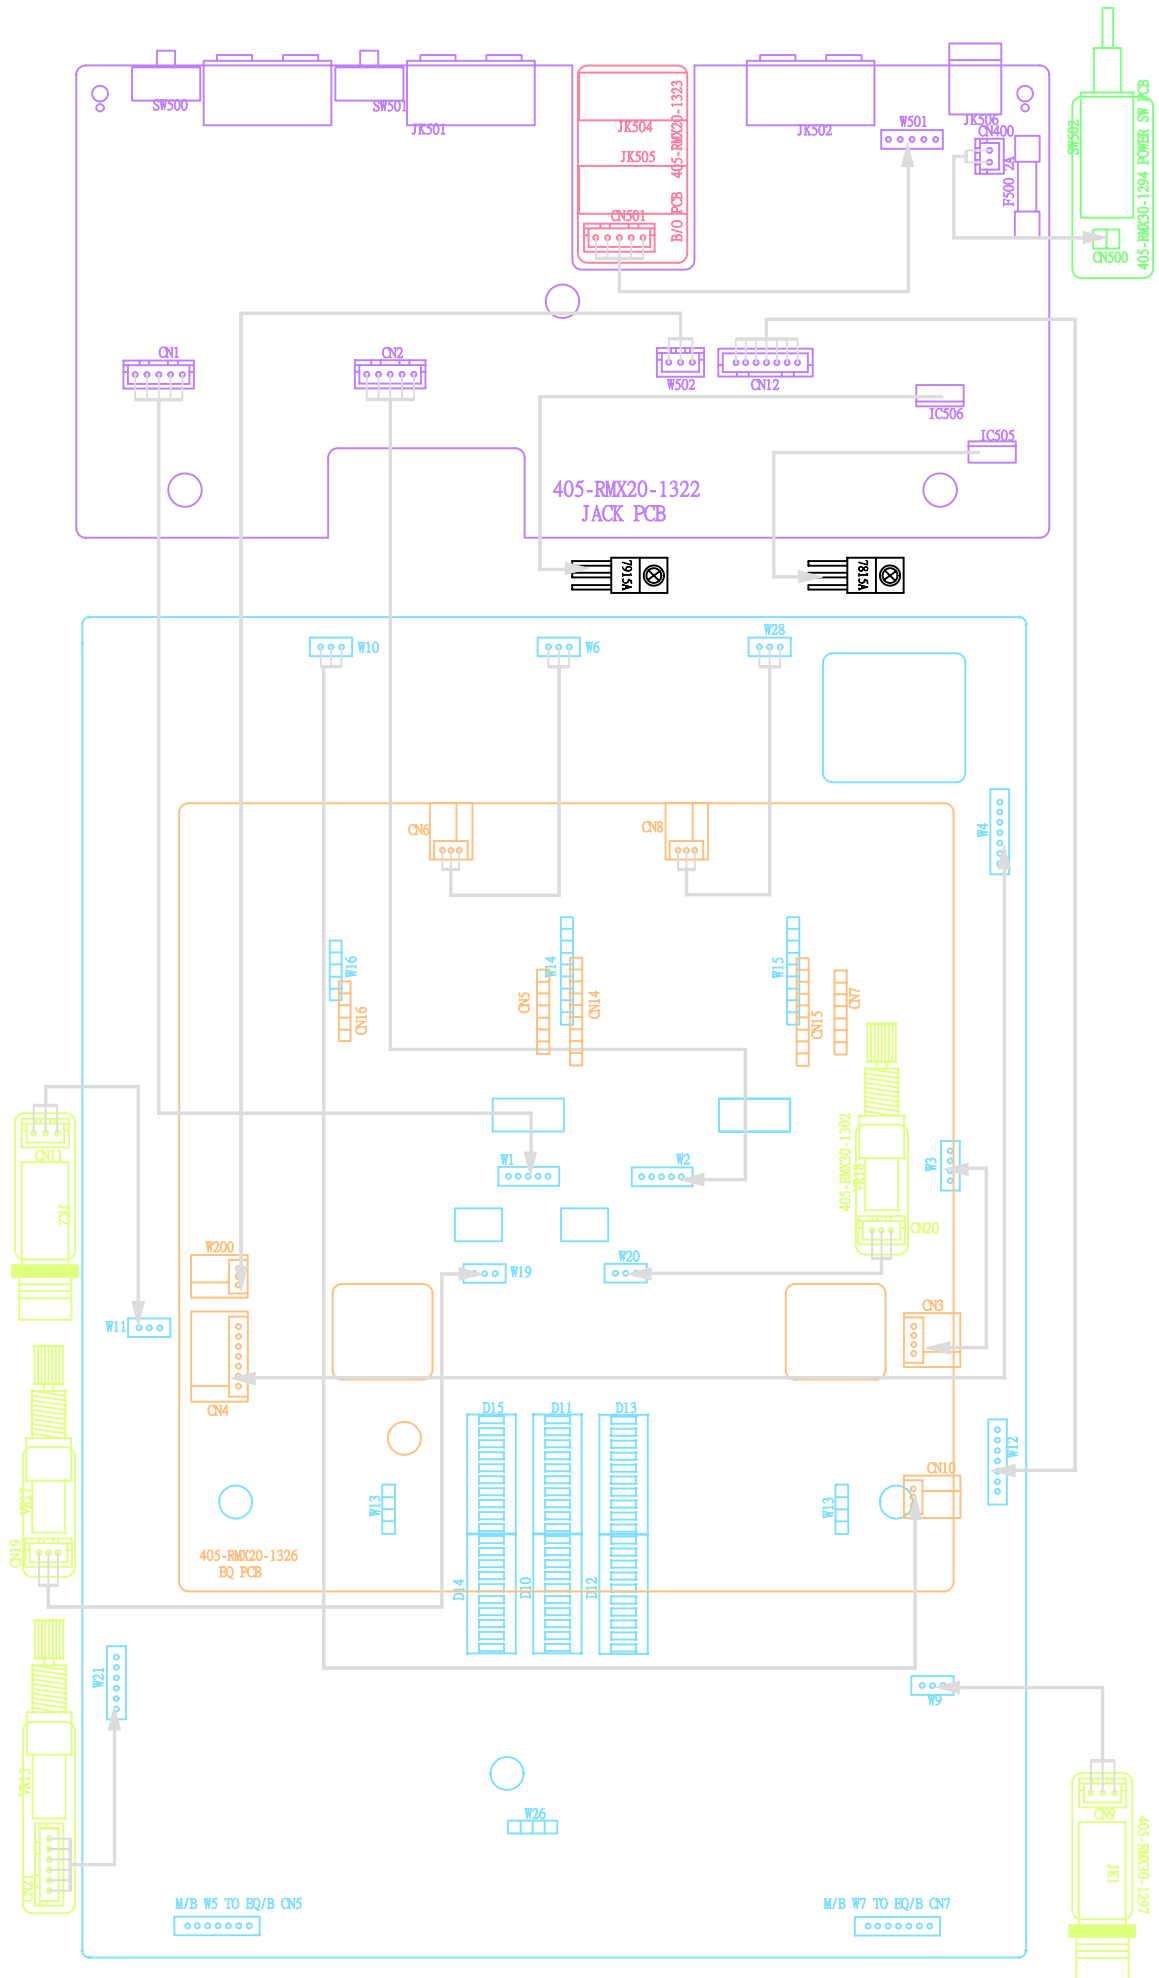 SW500
SW501
JK501
JK504
JK505
CN501
B/O PCB 405-RMX20-1323
JK502
W501
JK506
CN400
F500 2A
SW502
405-RMX30-1294 POWER SW PCB
CN500
CN1
CN2
W502
CN12
IC506
IC505
405-RMX20-1322
JACK PCB
7915A
7815A
W10
W6
W28
CN6
CN8
W4
W16
CN16
W14
CN5
CN14
W15
CN15
CN7
405-RMX30-1302
VR18
CN20
W3
CN11
JK2
W1
W2
W200
W19
W20
W11
CN3
CN4
D15
D11
D13
W12
CN10
W13
W13
VR17
CN19
405-RMX20-1326
EQ PCB
D14
D10
D12
W21
W9
VR15
CN21
W26
CN9
JK1
405-RMX30-1297
M/B W5 TO EQ/B CN5
M/B W7 TO EQ/B CN7